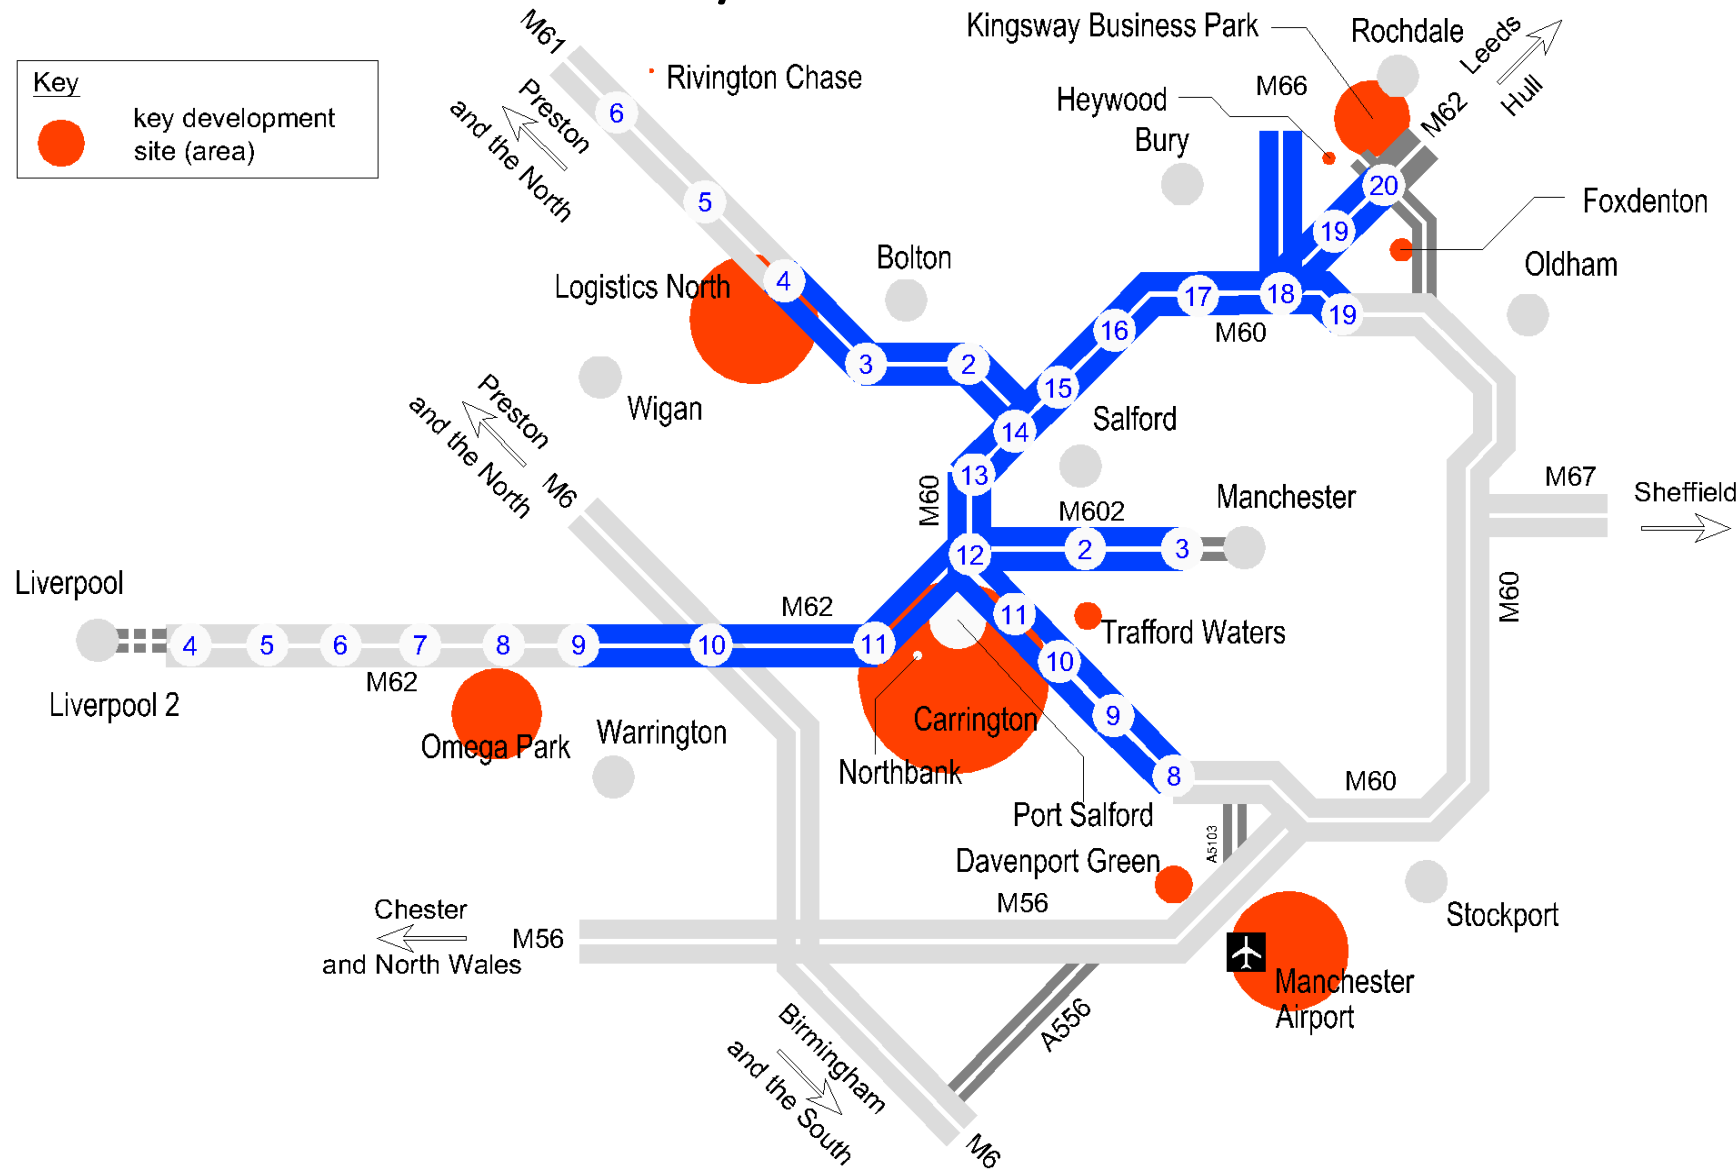 Key
key development
site (area)
M61
Rivington Chase
Preston
and the North
6
5
4
3
2
Logistics North
Bolton
Wigan
Kingsway Business Park
Rochdale
Leeds
Hull
M62
Heywood
M66
Bury
20
19
Foxdenton
Oldham
18
17
M60
19
16
15
14
13
Salford
M60
M602
Manchester
12
2
3
M67
Sheffield
M60
Preston
and the North
M6
Liverpool
Liverpool 2
4
5
6
7
8
9
10
11
M62
M62
Omega Park
Warrington
Carrington
Northbank
Port Salford
11
10
9
8
Trafford Waters
M60
A5103
Davenport Green
Stockport
Chester
and North Wales
M56
M56
Manchester
Airport
A556
Birmingham
and the South
M6